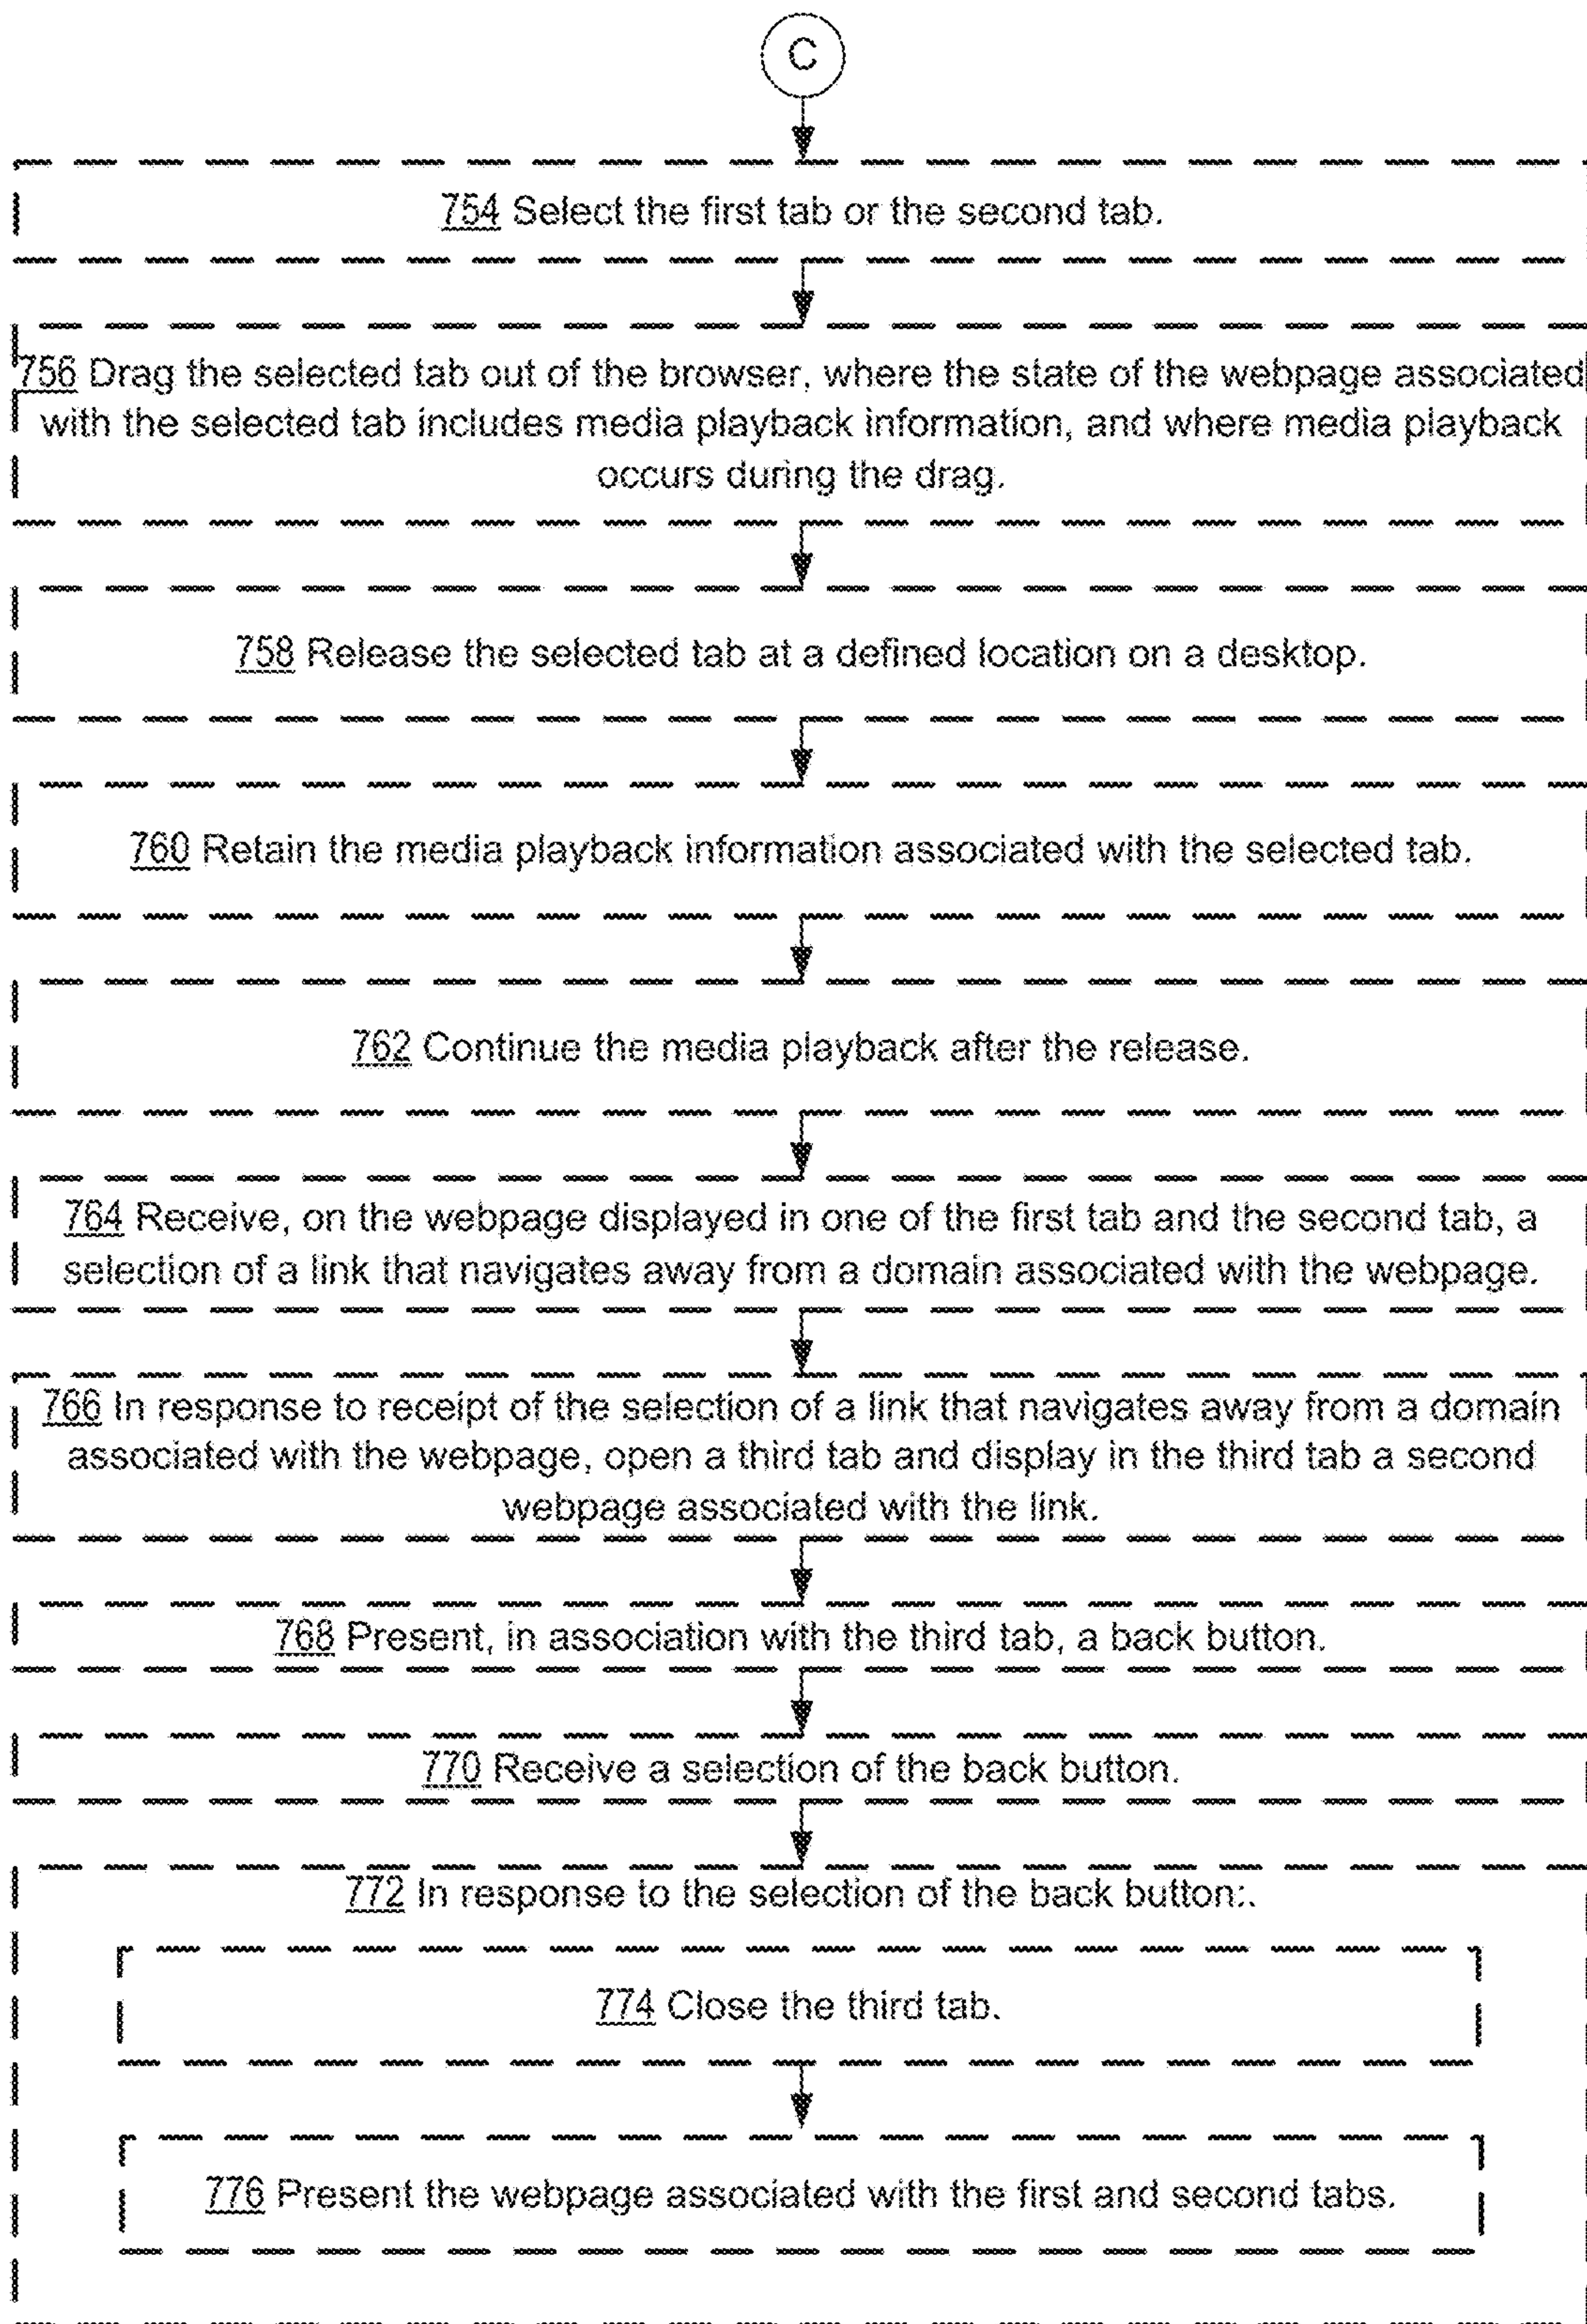 C
754 Select the first tab or the second tab.
756 Drag the selected tab out of the browser, where the state of the webpage associated
with the selected tab includes media playback information, and where media playback
occurs during the drag.
758 Release the selected tab at a defined location on a desktop.
760 Retain the media playback information associated with the selected tab.
762 Continue the media playback after the release.
764 Receive, on the webpage displayed in one of the first tab and the second tab, a
selection of a link that navigates away from a domain associated with the webpage.
766 In response to receipt of the selection of a link that navigates away from a domain
associated with the webpage, open a third tab and display in the third tab a second
webpage associated with the link.
768 Present, in association with the third tab, a back button.
770 Receive a selection of the back button.
772 In response to the selection of the back button:.
774 Close the third tab.
776 Present the webpage associated with the first and second tabs.